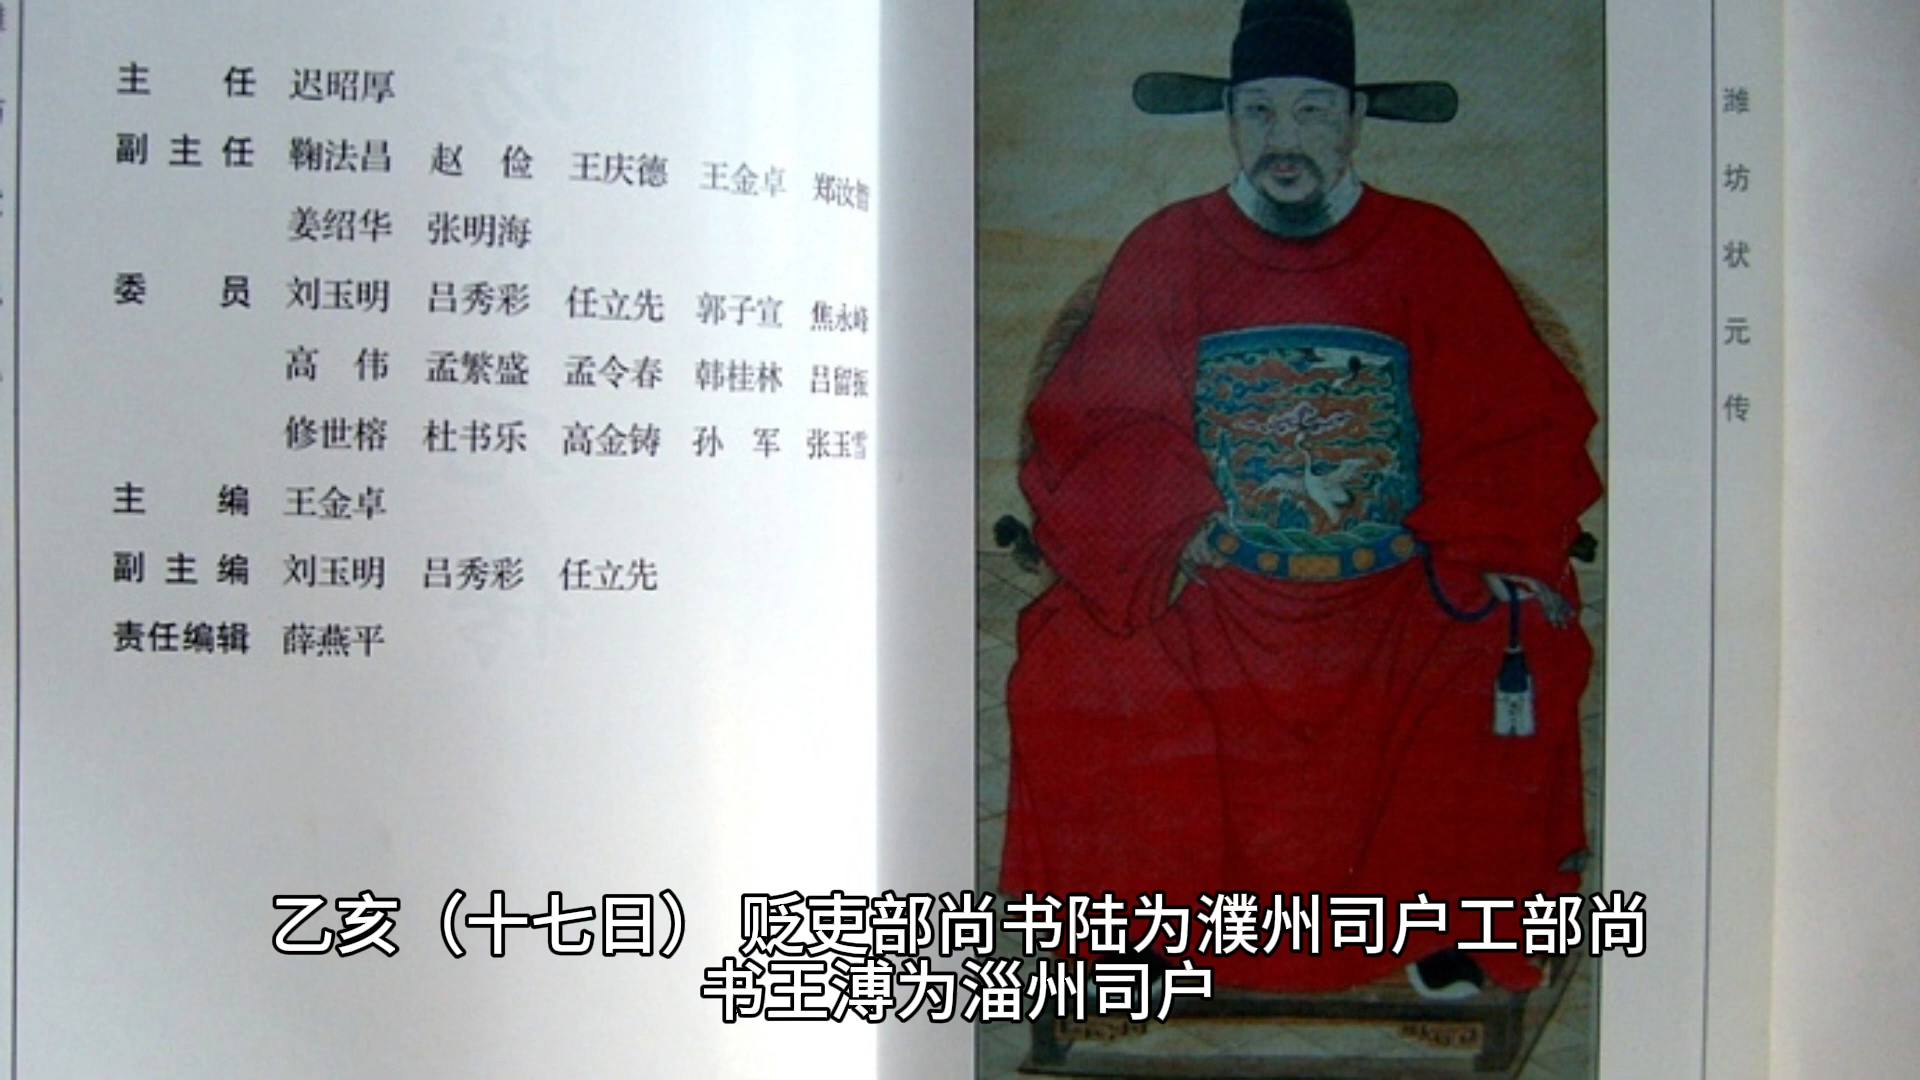 主 任 迟昭厚
副主任 鞠法昌 赵俭 王庆德 王金卓 郑汝智
姜绍华 张明海
委 员 刘玉明 吕秀彩 任立先 郭子宣 焦永峰
高伟 孟繁盛 孟令春 韩桂林 吕留振
修世榕 杜书乐 高金铸 孙军 张玉雪
主 编 王金卓
副主编 刘玉明 吕秀彩 任立先
责任编辑 薛燕平
潍坊状元传
乙亥（十七日） 贬吏部尚书陆为濮州司户工部尚
书王溥为淄州司户